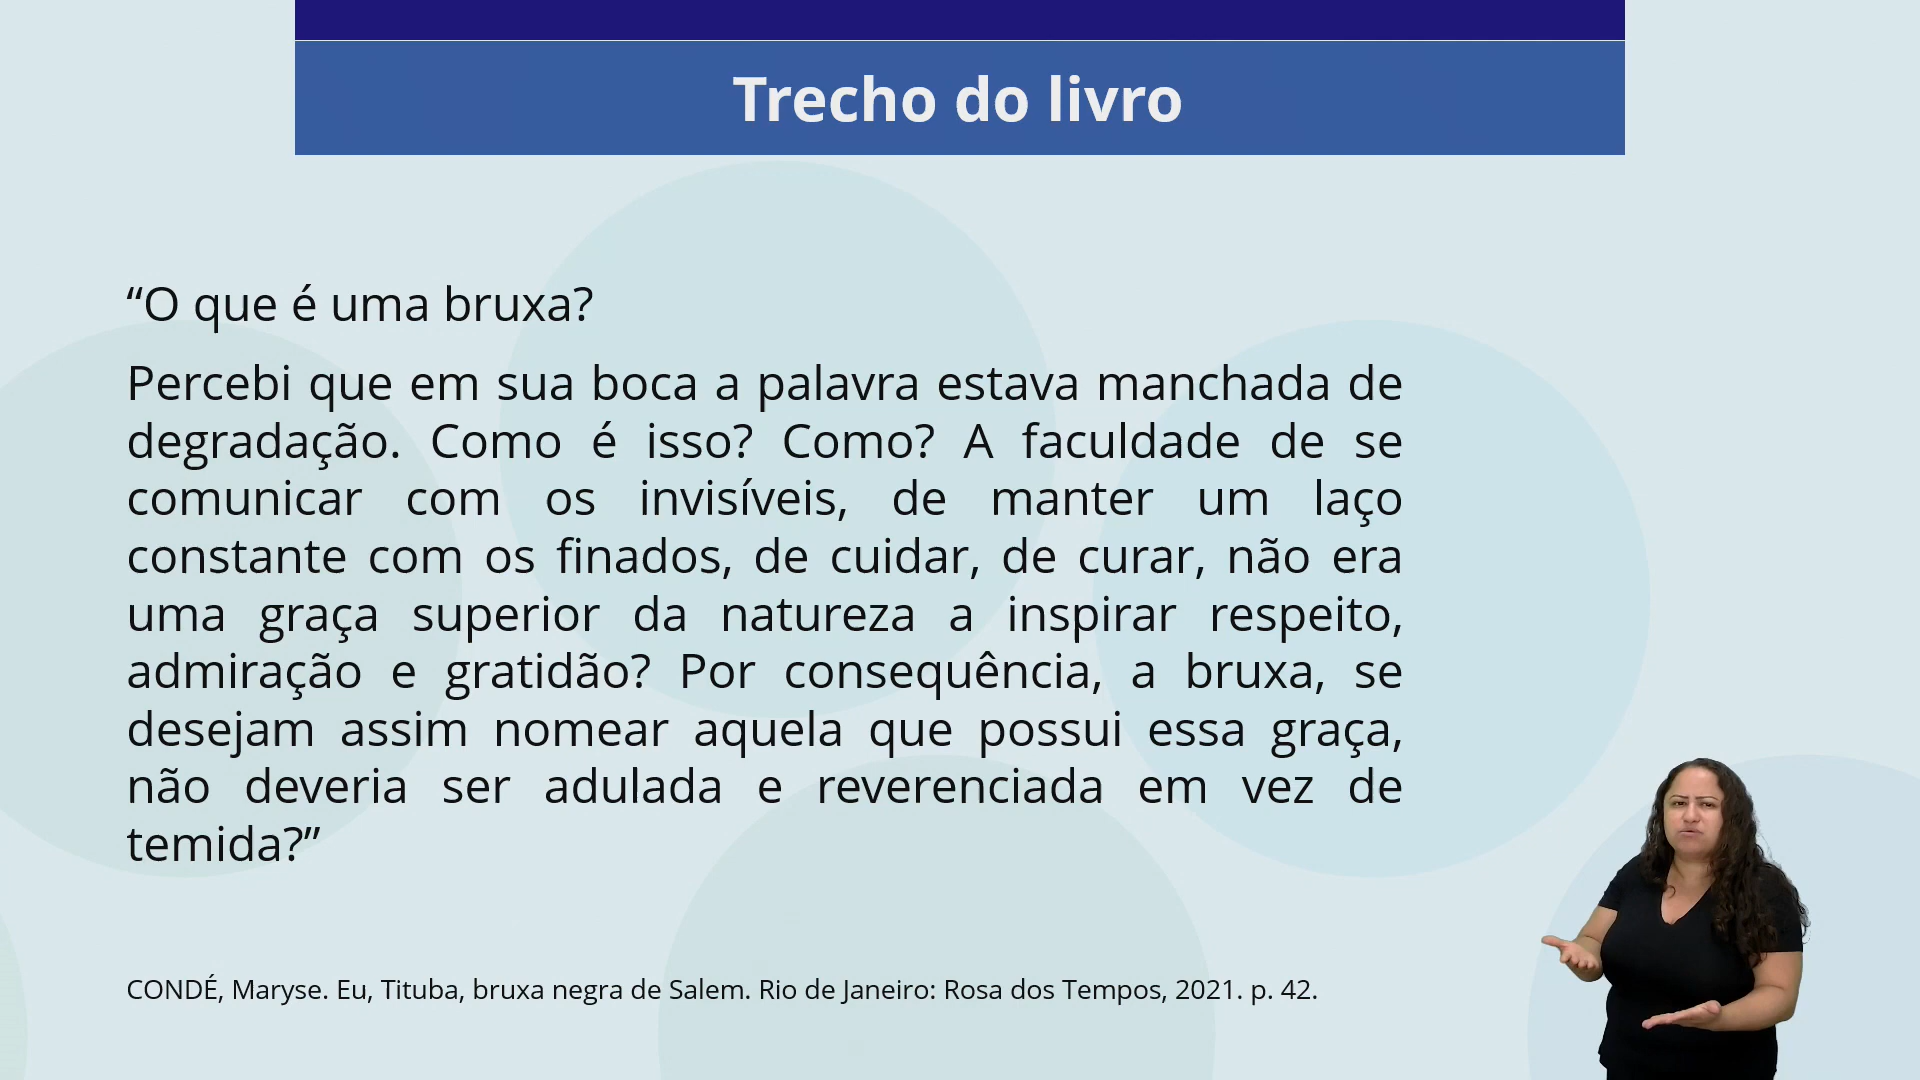 Trecho do livro
“O que é uma bruxa?
Percebi que em sua boca a palavra estava manchada de
degradação. Como é isso? Como? A faculdade de se
comunicar com os invisíveis, de manter um laço
constante com os finados, de cuidar, de curar, não era
uma graça superior da natureza a inspirar respeito,
admiração e gratidão? Por consequência, a bruxa, se
desejam assim nomear aquela que possui essa graça,
não deveria ser adulada e reverenciada em vez de
temida?”
CONDÉ, Maryse. Eu, Tituba, bruxa negra de Salem. Rio de Janeiro: Rosa dos Tempos, 2021. p. 42.